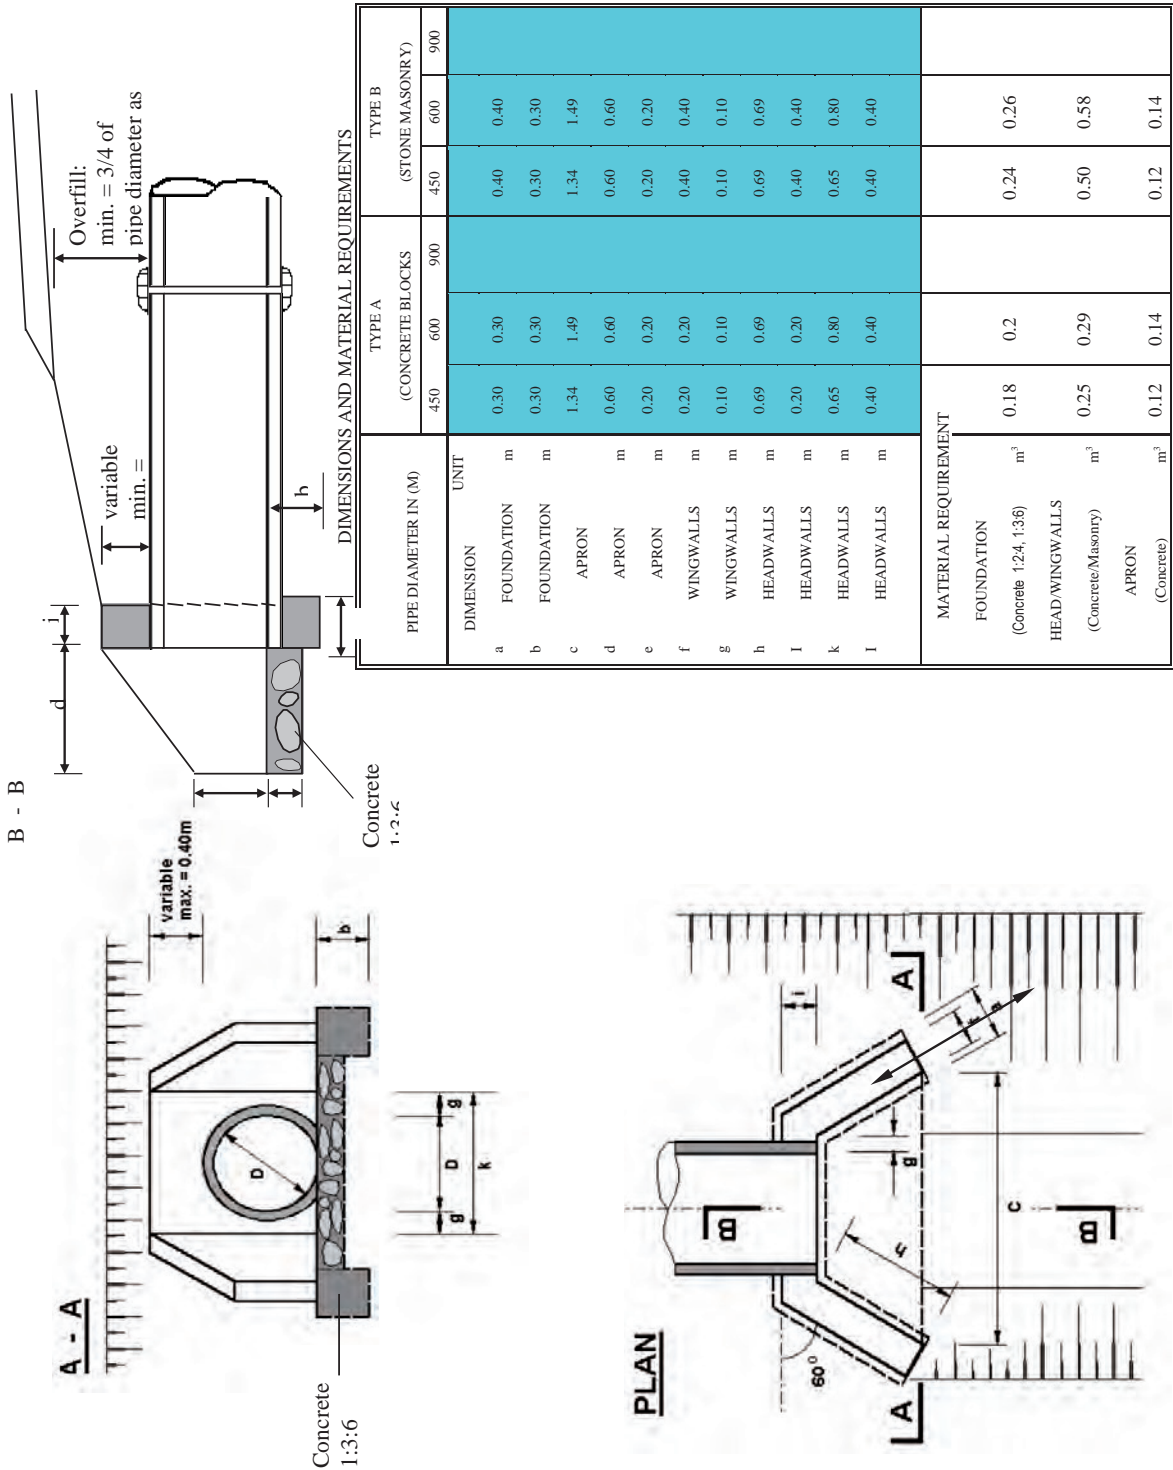 B - B
d
i
variable
min. =
Overfill:
min. = 3/4 of
pipe diameter as
b
Concrete
A - A
variable
max. = 0.40m
b
D
g
D
g
k
Concrete
1:3:6
DIMENSIONS AND MATERIAL REQUIREMENTS
PIPE DIAMETER IN (M) TYPE A TYPE B
(CONCRETE BLOCKS (STONE MASONRY)
450 600 900 450 600 900
DIMENSION UNIT
a FOUNDATION m 0.30 0.30 0.40 0.40
b FOUNDATION m 0.30 0.30 0.30 0.30
c APRON 1.34 1.49 1.34 1.49
d APRON m 0.60 0.60 0.60 0.60
e APRON m 0.20 0.20 0.20 0.20
f WINGWALLS m 0.20 0.20 0.40 0.40
g WINGWALLS m 0.10 0.10 0.10 0.10
h HEADWALLS m 0.69 0.69 0.69 0.69
I HEADWALLS m 0.20 0.20 0.40 0.40
k HEADWALLS m 0.65 0.80 0.65 0.80
I HEADWALLS m 0.40 0.40 0.40 0.40
MATERIAL REQUIREMENT
FOUNDATION
(Concrete 1:2:4, 1:3:6) m³ 0.18 0.2 0.24 0.26
HEAD/WINGWALLS
(Concrete/Masonry) m³ 0.25 0.29 0.50 0.58
APRON
(Concrete) m³ 0.12 0.14 0.12 0.14
PLAN
60°
i
B
g
h
c
f
a
B
A
A